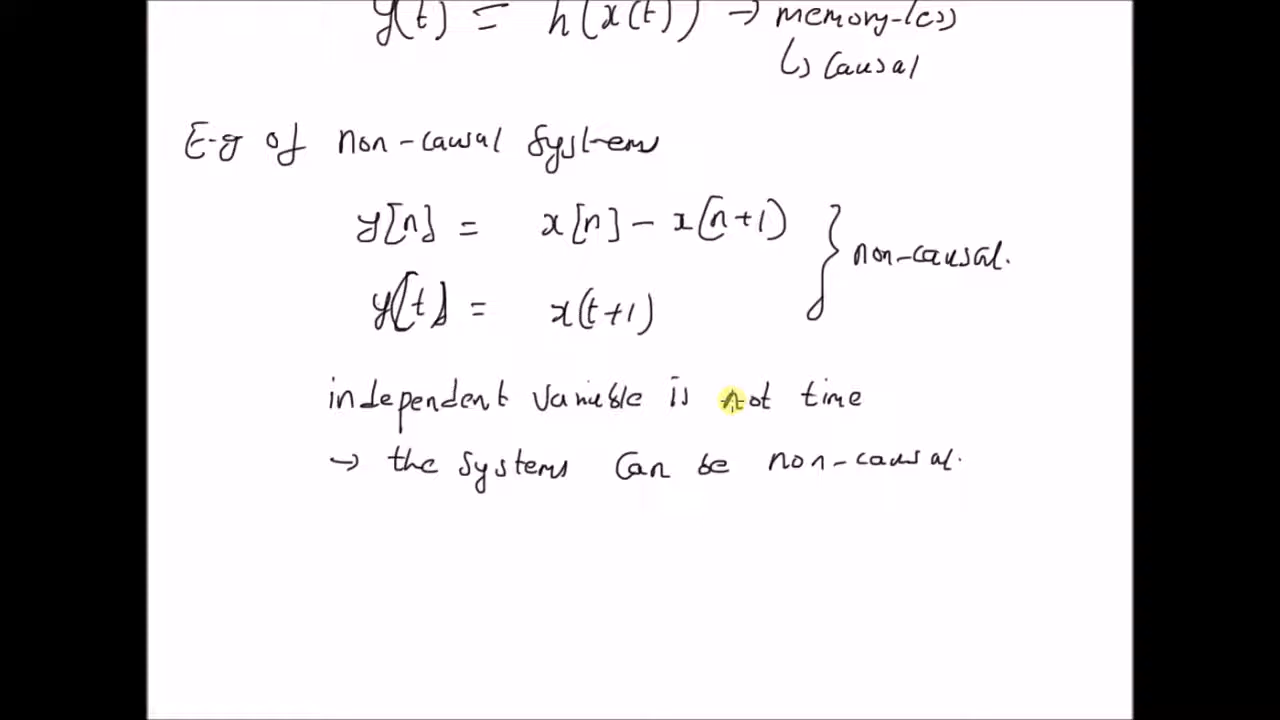 y(t) = h(x(t)) → memory-less
↳ Causal
E.g of non-causal Systems
y[n] = x[n] - x[n+1)
y[t] = x(t+1)
} non-causal.
independent variable is not time
→ the systems can be non-causal.